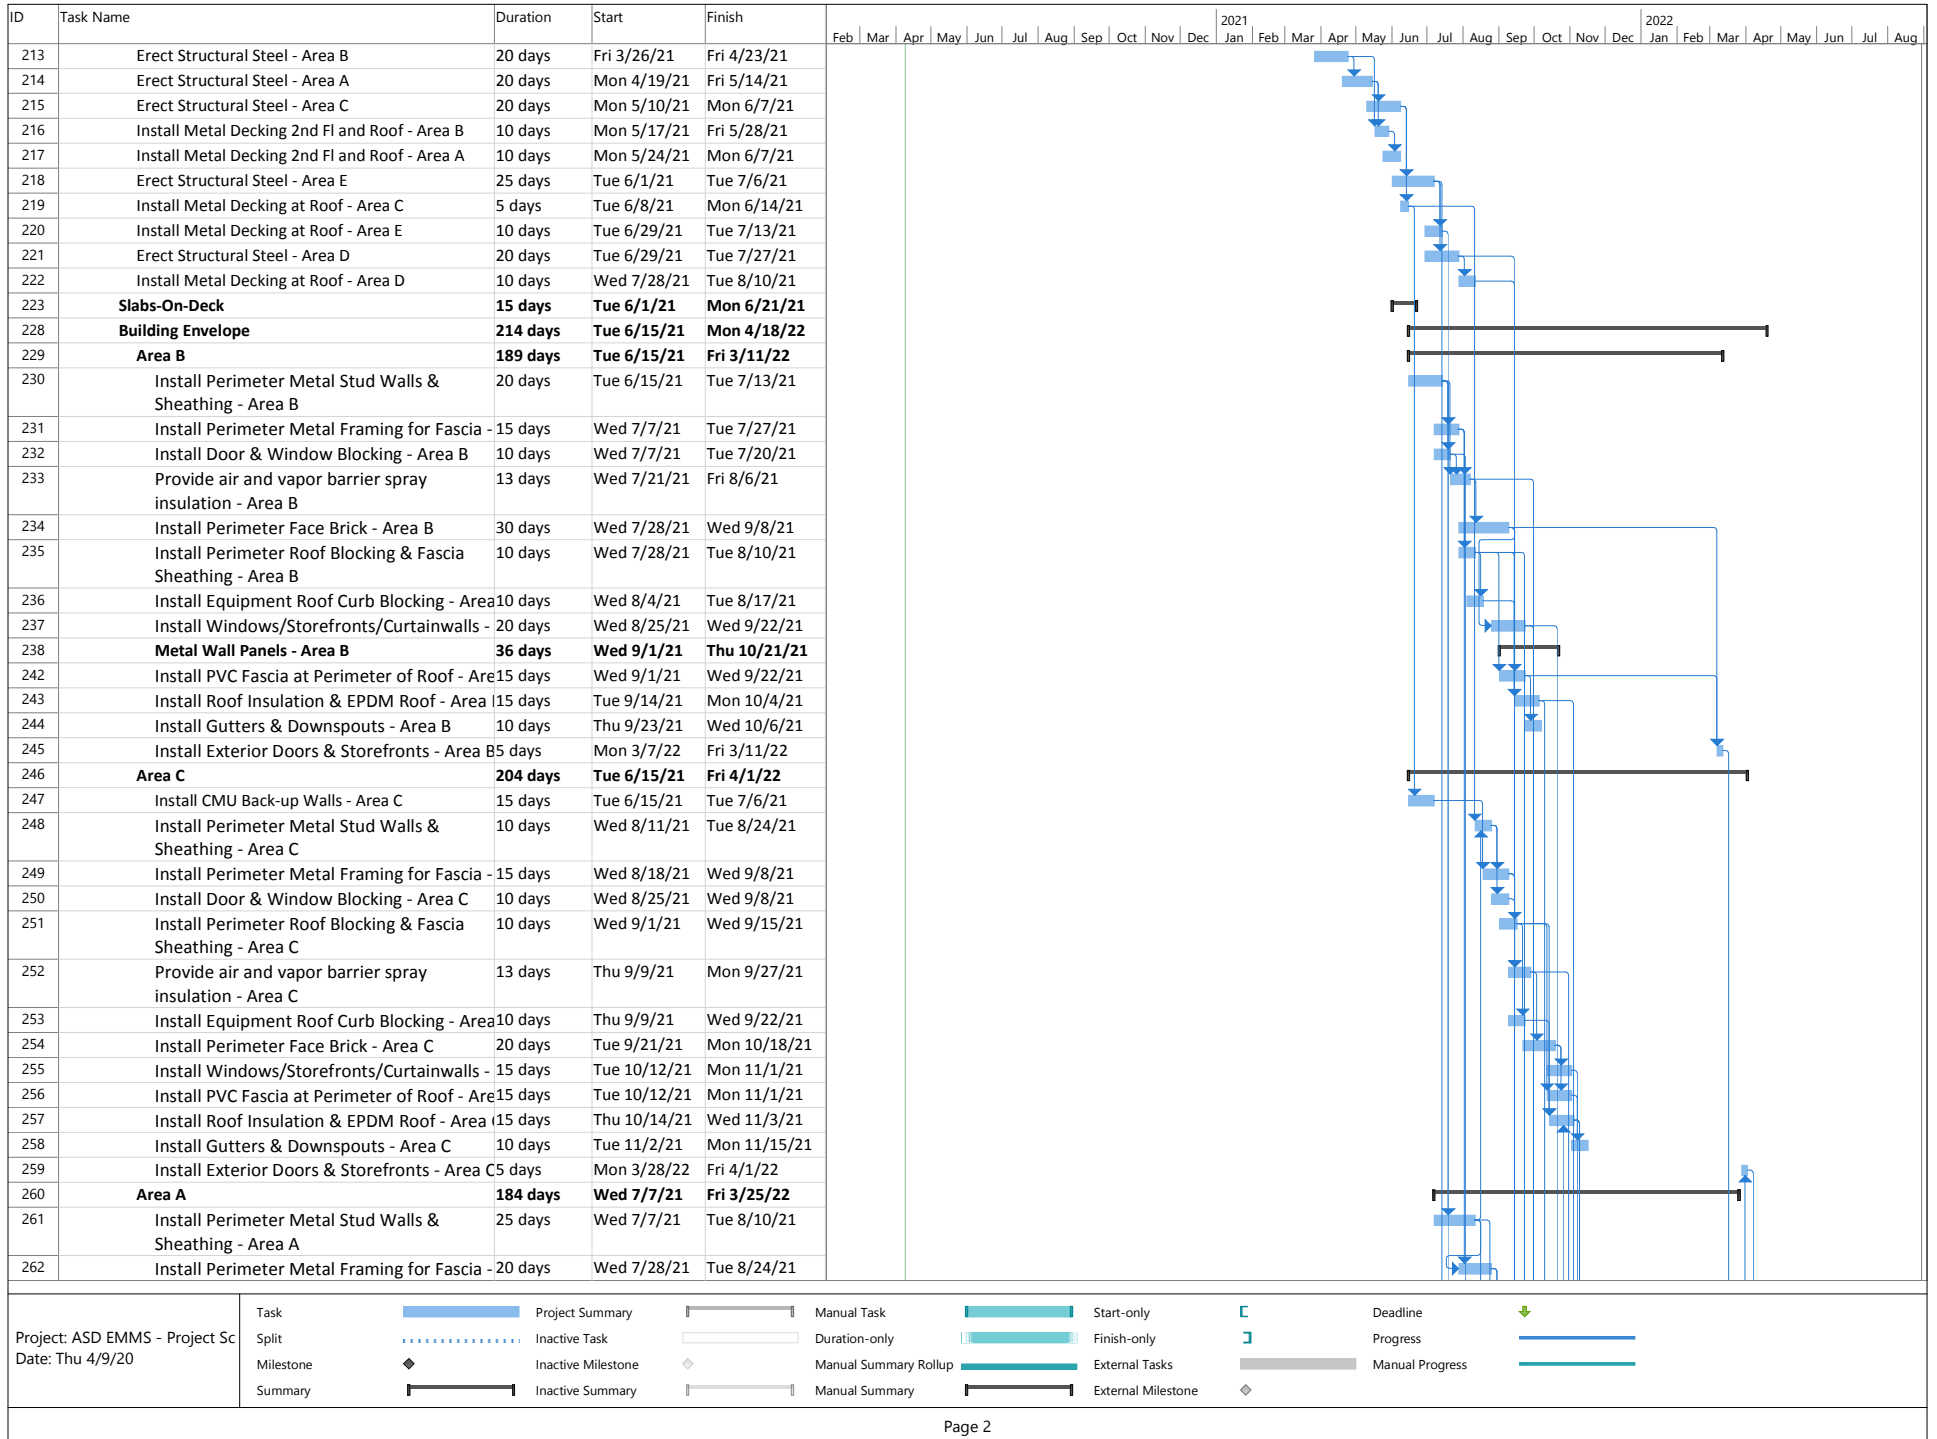 ID Task Name Duration Start Finish
2021 2022
Feb Mar Apr May Jun Jul Aug Sep Oct Nov Dec Jan Feb Mar Apr May Jun Jul Aug Sep Oct Nov Dec Jan Feb Mar Apr May Jun Jul Aug
213 Erect Structural Steel - Area B 20 days Fri 3/26/21 Fri 4/23/21
214 Erect Structural Steel - Area A 20 days Mon 4/19/21 Fri 5/14/21
215 Erect Structural Steel - Area C 20 days Mon 5/10/21 Mon 6/7/21
216 Install Metal Decking 2nd Fl and Roof - Area B 10 days Mon 5/17/21 Fri 5/28/21
217 Install Metal Decking 2nd Fl and Roof - Area A 10 days Mon 5/24/21 Mon 6/7/21
218 Erect Structural Steel - Area E 25 days Tue 6/1/21 Tue 7/6/21
219 Install Metal Decking at Roof - Area C 5 days Tue 6/8/21 Mon 6/14/21
220 Install Metal Decking at Roof - Area E 10 days Tue 6/29/21 Tue 7/13/21
221 Erect Structural Steel - Area D 20 days Tue 6/29/21 Tue 7/27/21
222 Install Metal Decking at Roof - Area D 10 days Wed 7/28/21 Tue 8/10/21
223 Slabs-On-Deck 15 days Tue 6/1/21 Mon 6/21/21
228 Building Envelope 214 days Tue 6/15/21 Mon 4/18/22
229 Area B 189 days Tue 6/15/21 Fri 3/11/22
230 Install Perimeter Metal Stud Walls & 20 days Tue 6/15/21 Tue 7/13/21
Sheathing - Area B
231 Install Perimeter Metal Framing for Fascia - 15 days Wed 7/7/21 Tue 7/27/21
232 Install Door & Window Blocking - Area B 10 days Wed 7/7/21 Tue 7/20/21
233 Provide air and vapor barrier spray 13 days Wed 7/21/21 Fri 8/6/21
insulation - Area B
234 Install Perimeter Face Brick - Area B 30 days Wed 7/28/21 Wed 9/8/21
235 Install Perimeter Roof Blocking & Fascia 10 days Wed 7/28/21 Tue 8/10/21
Sheathing - Area B
236 Install Equipment Roof Curb Blocking - Area 10 days Wed 8/4/21 Tue 8/17/21
237 Install Windows/Storefronts/Curtainwalls - 20 days Wed 8/25/21 Wed 9/22/21
238 Metal Wall Panels - Area B 36 days Wed 9/1/21 Thu 10/21/21
242 Install PVC Fascia at Perimeter of Roof - Are 15 days Wed 9/1/21 Wed 9/22/21
243 Install Roof Insulation & EPDM Roof - Area 15 days Tue 9/14/21 Mon 10/4/21
244 Install Gutters & Downspouts - Area B 10 days Thu 9/23/21 Wed 10/6/21
245 Install Exterior Doors & Storefronts - Area B 5 days Mon 3/7/22 Fri 3/11/22
246 Area C 204 days Tue 6/15/21 Fri 4/1/22
247 Install CMU Back-up Walls - Area C 15 days Tue 6/15/21 Tue 7/6/21
248 Install Perimeter Metal Stud Walls & 10 days Wed 8/11/21 Tue 8/24/21
Sheathing - Area C
249 Install Perimeter Metal Framing for Fascia - 15 days Wed 8/18/21 Wed 9/8/21
250 Install Door & Window Blocking - Area C 10 days Wed 8/25/21 Wed 9/8/21
251 Install Perimeter Roof Blocking & Fascia 10 days Wed 9/1/21 Wed 9/15/21
Sheathing - Area C
252 Provide air and vapor barrier spray 13 days Thu 9/9/21 Mon 9/27/21
insulation - Area C
253 Install Equipment Roof Curb Blocking - Area 10 days Thu 9/9/21 Wed 9/22/21
254 Install Perimeter Face Brick - Area C 20 days Tue 9/21/21 Mon 10/18/21
255 Install Windows/Storefronts/Curtainwalls - 15 days Tue 10/12/21 Mon 11/1/21
256 Install PVC Fascia at Perimeter of Roof - Are 15 days Tue 10/12/21 Mon 11/1/21
257 Install Roof Insulation & EPDM Roof - Area 15 days Thu 10/14/21 Wed 11/3/21
258 Install Gutters & Downspouts - Area C 10 days Tue 11/2/21 Mon 11/15/21
259 Install Exterior Doors & Storefronts - Area C 5 days Mon 3/28/22 Fri 4/1/22
260 Area A 184 days Wed 7/7/21 Fri 3/25/22
261 Install Perimeter Metal Stud Walls & 25 days Wed 7/7/21 Tue 8/10/21
Sheathing - Area A
262 Install Perimeter Metal Framing for Fascia - 20 days Wed 7/28/21 Tue 8/24/21
Project: ASD EMMS - Project Sc
Date: Thu 4/9/20
Task Project Summary Manual Task Start-only Deadline
Split Inactive Task Duration-only Finish-only Progress
Milestone Inactive Milestone Manual Summary Rollup External Tasks Manual Progress
Summary Inactive Summary Manual Summary External Milestone
Page 2